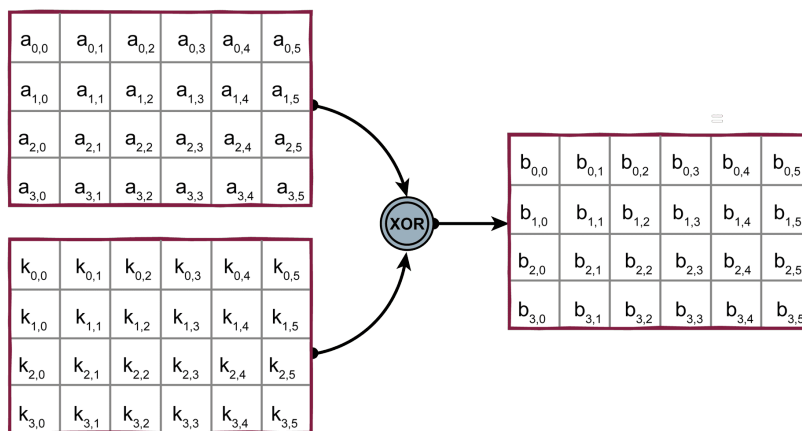 a0,0 a0,1 a0,2 a0,3 a0,4 a0,5
a1,0 a1,1 a1,2 a1,3 a1,4 a1,5
a2,0 a2,1 a2,2 a2,3 a2,4 a2,5
a3,0 a3,1 a3,2 a3,3 a3,4 a3,5
k0,0 k0,1 k0,2 k0,3 k0,4 k0,5
k1,0 k1,1 k1,2 k1,3 k1,4 k1,5
k2,0 k2,1 k2,2 k2,3 k2,4 k2,5
k3,0 k3,1 k3,2 k3,3 k3,4 k3,5
XOR
=
b0,0 b0,1 b0,2 b0,3 b0,4 b0,5
b1,0 b1,1 b1,2 b1,3 b1,4 b1,5
b2,0 b2,1 b2,2 b2,3 b2,4 b2,5
b3,0 b3,1 b3,2 b3,3 b3,4 b3,5